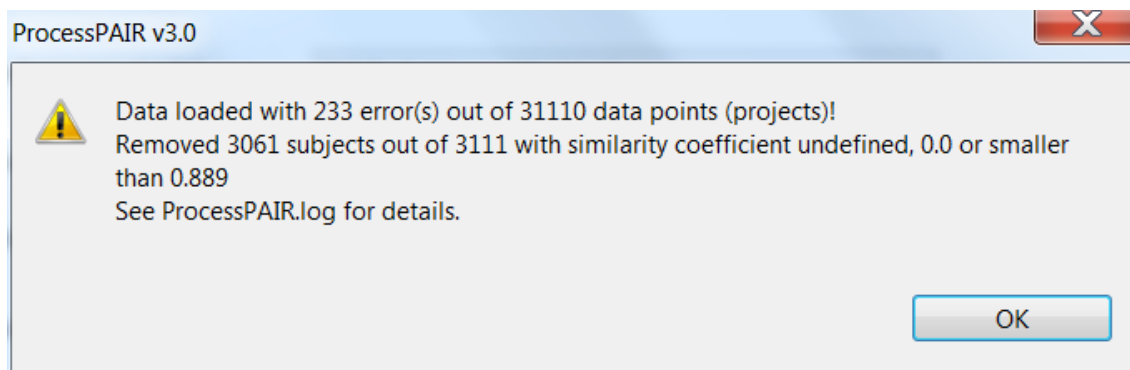 ProcessPAIR v3.0
Data loaded with 233 error(s) out of 31110 data points (projects)!
Removed 3061 subjects out of 3111 with similarity coefficient undefined, 0.0 or smaller
than 0.889
See ProcessPAIR.log for details.
OK